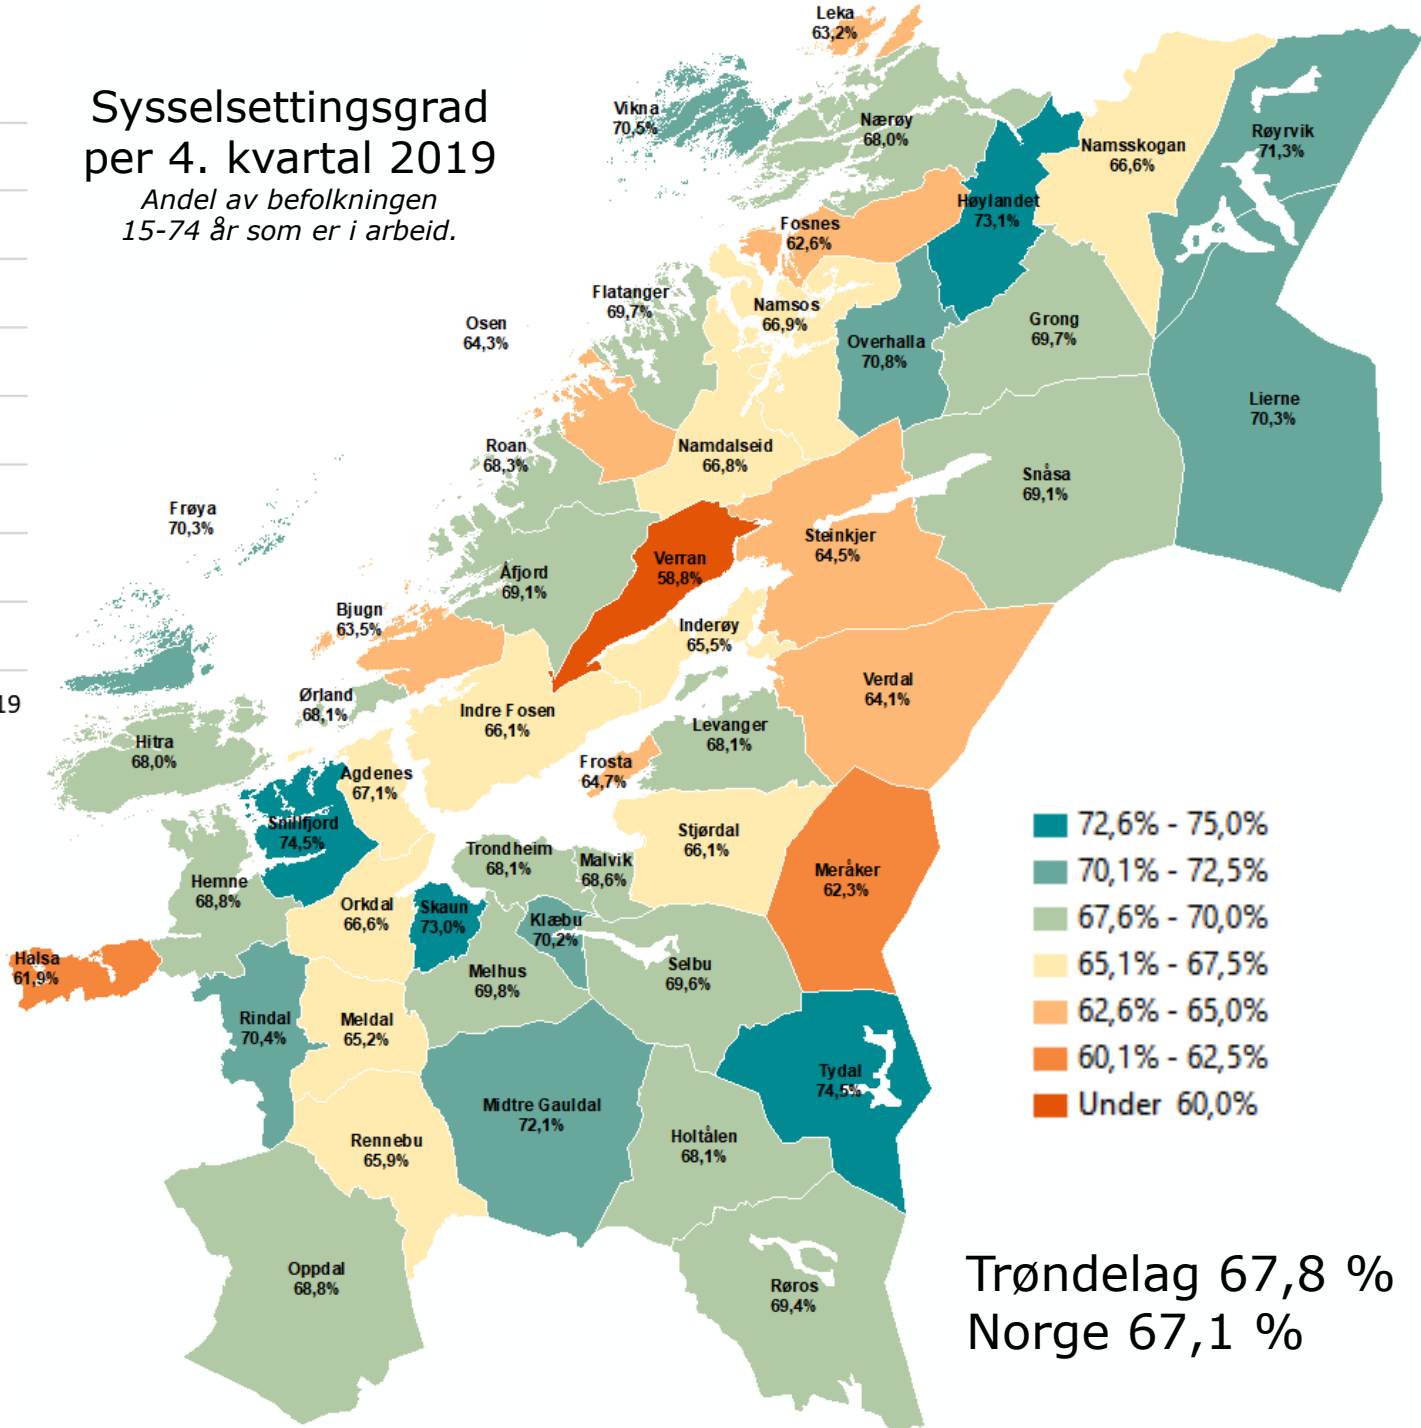 Sysselsettingsgrad
per 4. kvartal 2019
Andel av befolkningen
15-74 år som er i arbeid.
Leka
63,2%
Vikna
70,5%
Nærøy
68,0%
Namsskogan
66,6%
Røyrvik
71,3%
Høylandet
73,1%
Fosnes
62,6%
Flatanger
69,7%
Namsos
66,9%
Osen
64,3%
Overhalla
70,8%
Grong
69,7%
Lierne
70,3%
Roan
68,3%
Namdalseid
66,8%
Snåsa
69,1%
Frøya
70,3%
Steinkjer
64,5%
Verran
58,8%
Åfjord
69,1%
Bjugn
63,5%
Inderøy
65,5%
Verdal
64,1%
Ørland
68,1%
19
Indre Fosen
66,1%
Levanger
68,1%
Hitra
68,0%
Frosta
64,7%
Agdenes
67,1%
Snillfjord
74,5%
Stjørdal
66,1%
Trondheim
68,1%
Malvik
68,6%
Meråker
62,3%
Hemne
68,8%
Orkdal
66,6%
Skaun
73,0%
Klæbu
70,2%
Halsa
61,9%
Melhus
69,8%
Selbu
69,6%
Rindal
70,4%
Meldal
65,2%
Tydal
74,5%
Midtre Gauldal
72,1%
Rennebu
65,9%
Holtålen
68,1%
Oppdal
68,8%
Røros
69,4%
72,6% - 75,0%
70,1% - 72,5%
67,6% - 70,0%
65,1% - 67,5%
62,6% - 65,0%
60,1% - 62,5%
Under 60,0%
Trøndelag 67,8 %
Norge 67,1 %